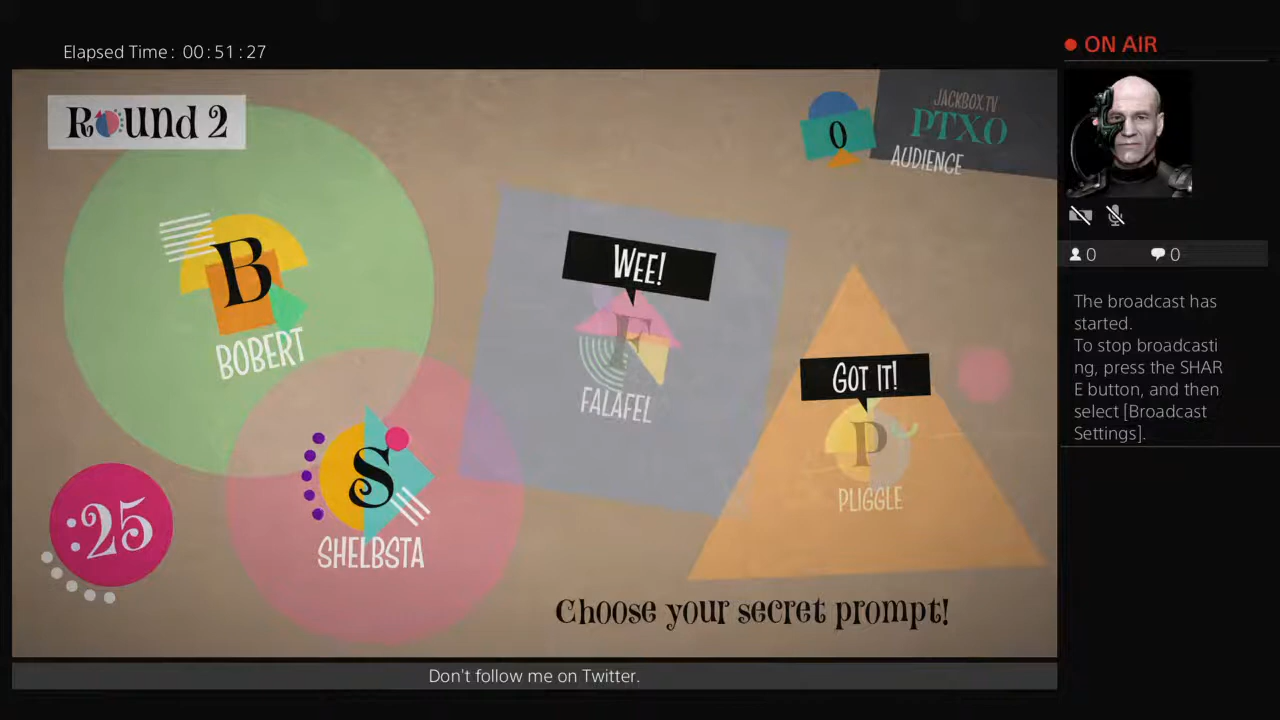 Elapsed Time: 00:51:27
ON AIR
Round 2
JACKBOX.TV
PTXO
0
AUDIENCE
B
BOBERT
WEE!
F
FALAFEL
GOT IT!
P
PLIGGLE
S
SHELBSTA
:25
Choose your secret prompt!
Don't follow me on Twitter.
0 0
The broadcast has
started.
To stop broadcasti
ng, press the SHAR
E button, and then
select [Broadcast
Settings].